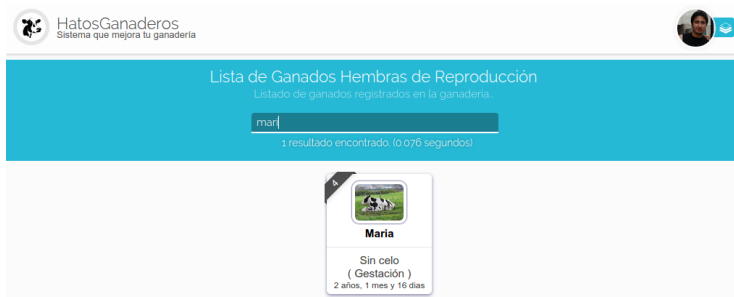 HatosGanaderos
Sistema que mejora tu ganadería
Lista de Ganados Hembras de Reproducción
Listado de ganados registrados en la ganadería..
mari
1 resultado encontrado. (0.076 segundos)
4
Maria
Sin celo
( Gestación )
2 años, 1 mes y 16 dias